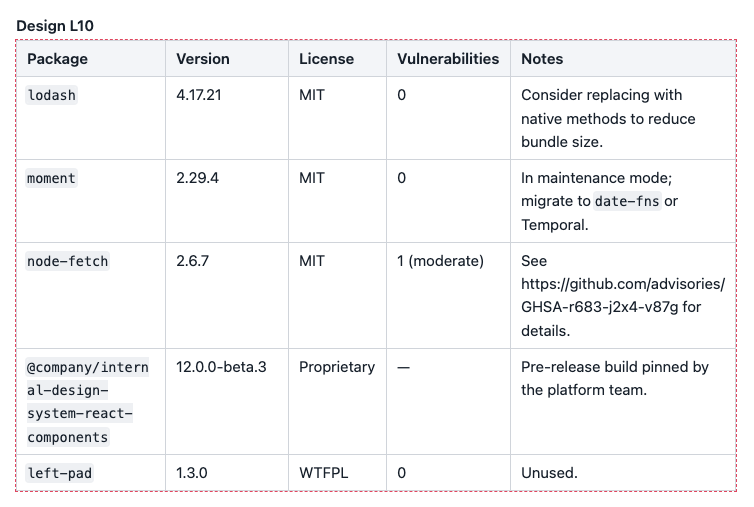 Design L10
Package Version License Vulnerabilities Notes
lodash 4.17.21 MIT 0 Consider replacing with
native methods to reduce
bundle size.
moment 2.29.4 MIT 0 In maintenance mode;
migrate to date-fns or
Temporal.
node-fetch 2.6.7 MIT 1 (moderate) See
https://github.com/advisories/
GHSA-r683-j2x4-v87g for
details.
@company/intern 12.0.0-beta.3 Proprietary — Pre-release build pinned by
al-design- the platform team.
system-react-
components
left-pad 1.3.0 WTFPL 0 Unused.